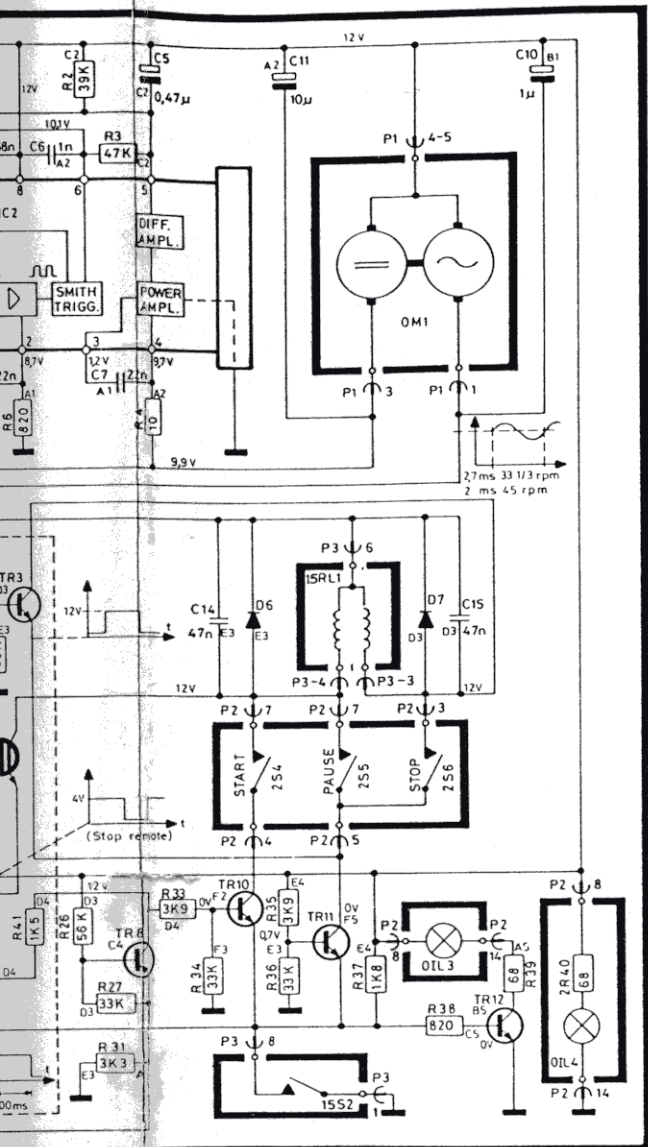 12 V
C2
R2
39K
C5
C2
0,47µ
A2 C11
10µ
C10 B1
1µ
12V
10,1V
C6 1n
A2
R3
47K
C2
P1 4-5
8
6
5
DIFF.
AMPL.
SMITH
TRIGG.
POWER
AMPL.
OM1
2
3
4
8,7V
1,2V
9,7V
22n
C7 22n
A1
A2
A1
R6
820
10
P1 3
P1 1
9,9V
2,7ms 33 1/3 rpm
2 ms 45 rpm
TR3
P3 6
15RL1
12V
t
C14
47n
E3
D6
E3
D7
D3
C15
D3 47n
E3
P3-4
P3-3
12V
12V
P2 7
P2 7
P2 3
START
2S4
PAUSE
2S5
STOP
2S6
4V
t
(Stop remote)
P2 4
P2 5
P2 8
12V
D4
R41
1K5
D4
D3
R26
56K
TR8
C4
R33
3K9
D4
0V
F2
TR10
E4
R35
3K9
0,7V
E3
TR11
0V
F5
R34
33K
F3
R36
33K
E4
R37
1K8
P2
8
OIL3
P2
14
A5
68
R39
R27
33K
D3
R38
820
C5
TR12
B5
0V
2R40
68
OIL4
P2 14
R31
3K3
E3
P3 8
15S2
P3
1
t
00ms